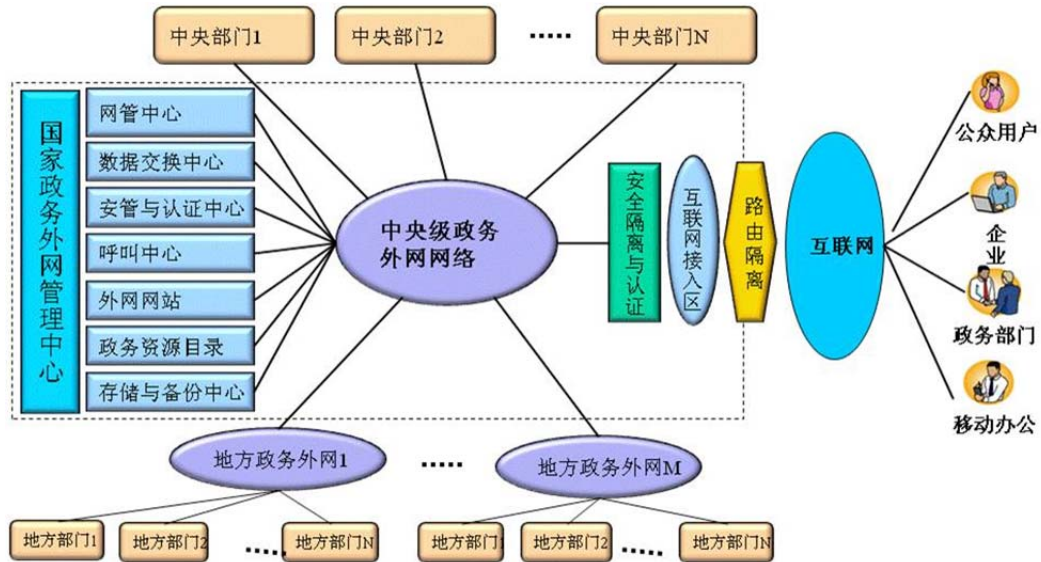 中央部门1
中央部门2
·····
中央部门N
国家政务外网管理中心
网管中心
数据交换中心
安管与认证中心
呼叫中心
外网网站
政务资源目录
存储与备份中心
中央级政务
外网网络
安全隔离与认证
互联网接入区
路由隔离
互联网
公众用户
企业
政务部门
移动办公
地方政务外网1
·····
地方政务外网M
地方部门1
地方部门2
·····
地方部门N
地方部门1
地方部门2
·····
地方部门N